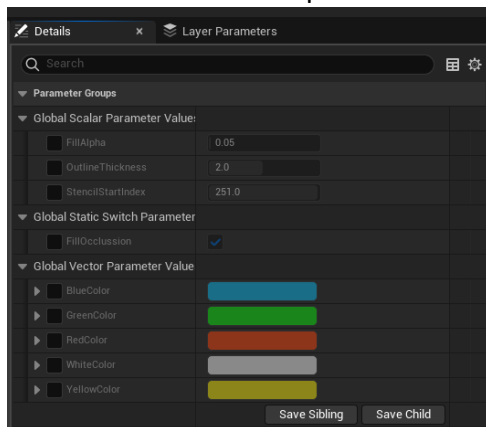 Details
Layer Parameters
Search
Parameter Groups
Global Scalar Parameter Values
FillAlpha 0.05
OutlineThickness 2.0
StencilStartIndex 251.0
Global Static Switch Parameter
FillOcclussion
Global Vector Parameter Value
BlueColor
GreenColor
RedColor
WhiteColor
YellowColor
Save Sibling Save Child